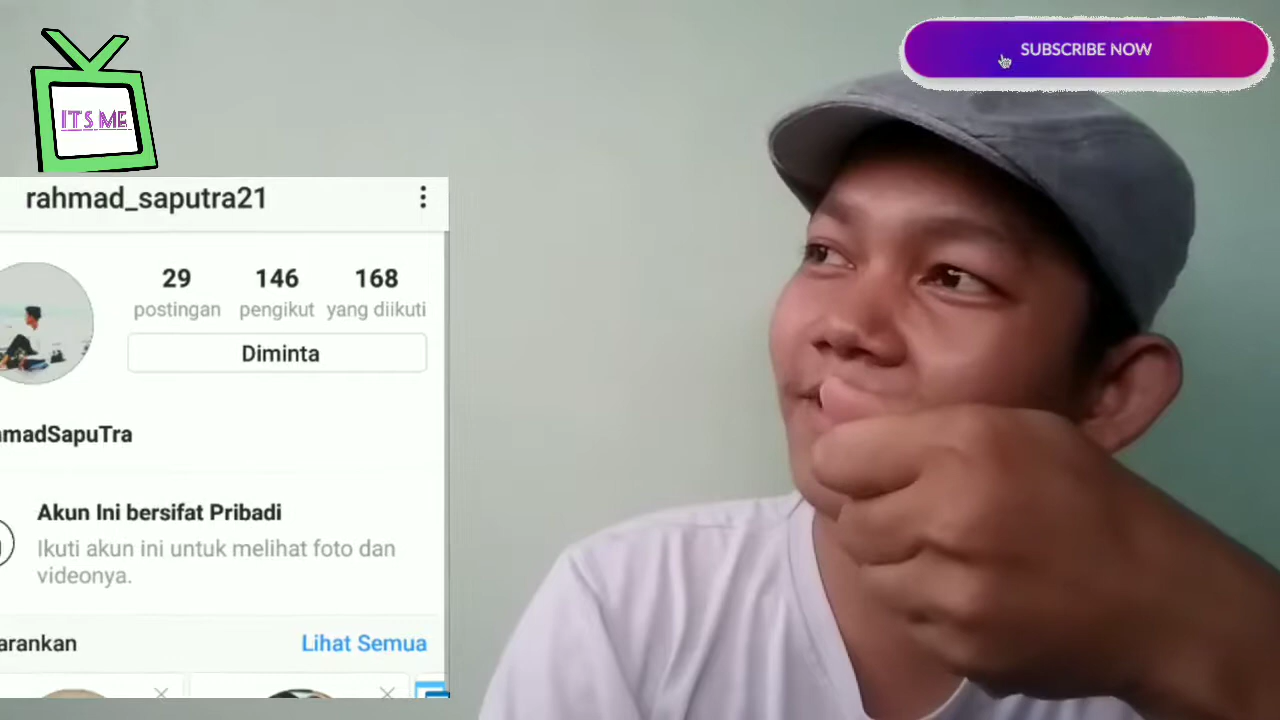 SUBSCRIBE NOW
ITS ME
rahmad_saputra21
29 146 168
postingan pengikut yang diikuti
Diminta
madSapuTra
Akun Ini bersifat Pribadi
Ikuti akun ini untuk melihat foto dan
videonya.
arankan Lihat Semua